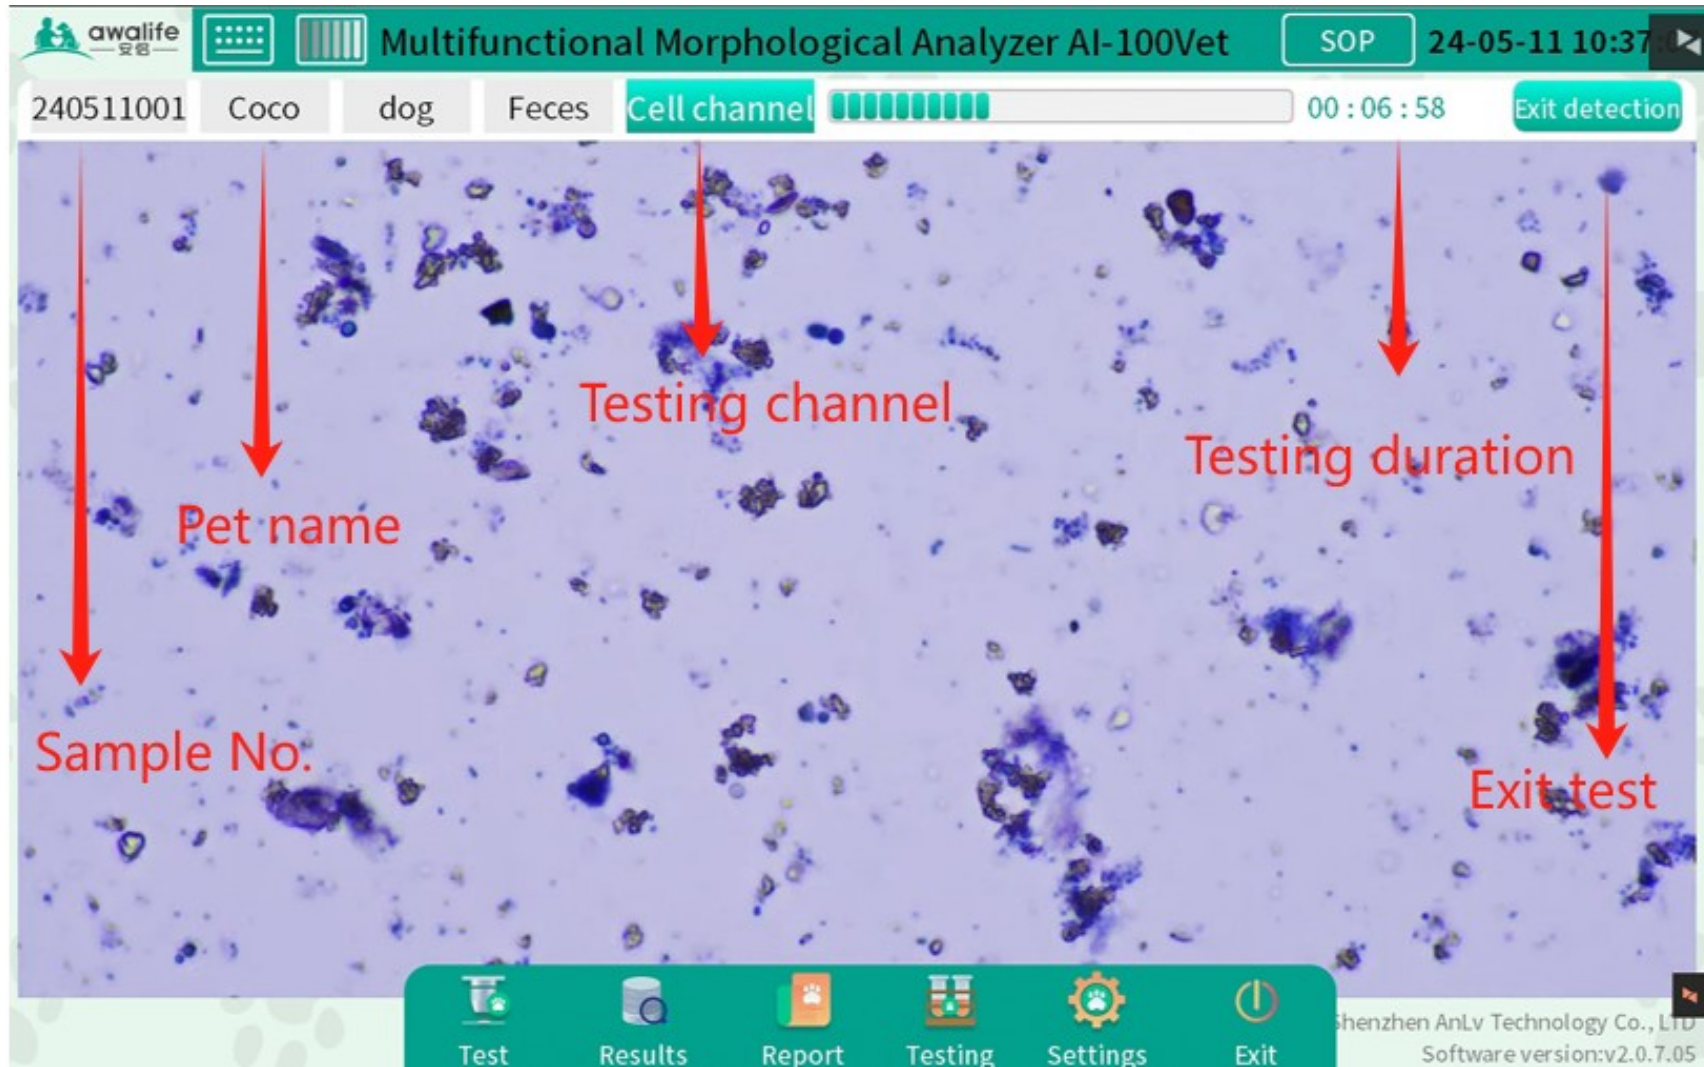 awalife
安侣
Multifunctional Morphological Analyzer AI-100Vet
SOP
24-05-11 10:37
240511001
Coco
dog
Feces
Cell channel
00:06:58
Exit detection
Testing channel
Testing duration
Pet name
Sample No.
Exit test
Test
Results
Report
Testing
Settings
Exit
Shenzhen AnLv Technology Co., LTD
Software version:v2.0.7.05